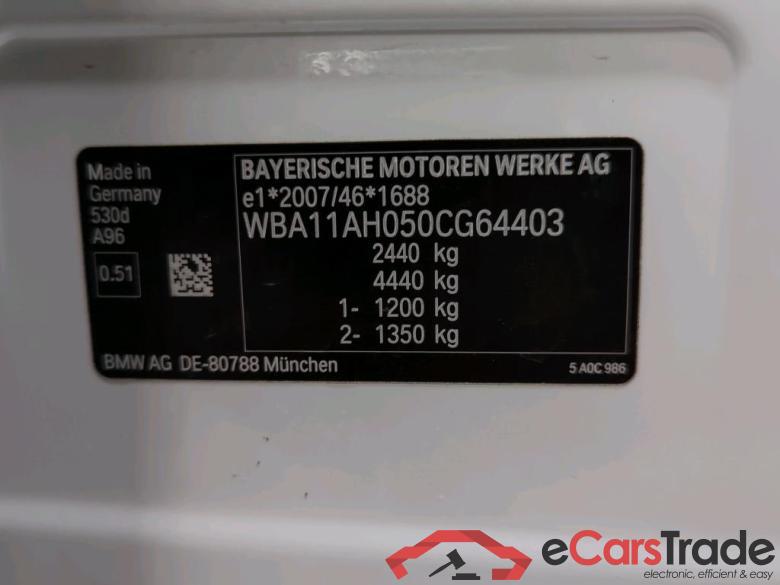 Made in
Germany
530d
A96
0.51
BAYERISCHE MOTOREN WERKE AG
e1*2007/46*1688
WBA11AH050CG64403
2440 kg
4440 kg
1- 1200 kg
2- 1350 kg
BMW AG DE-80788 München
5 A0C 986
eCarsTrade
electronic, efficient & easy